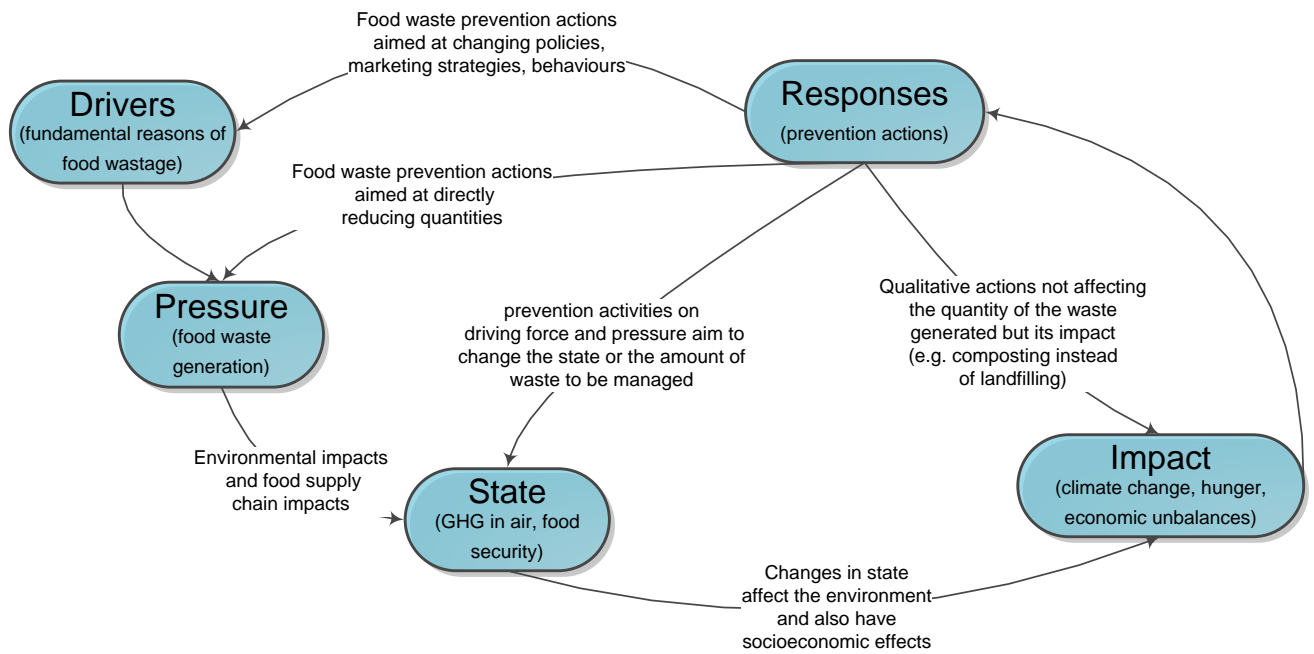 Food waste prevention actions
aimed at changing policies,
marketing strategies, behaviours
Drivers
(fundamental reasons of
food wastage)
Responses
(prevention actions)
Food waste prevention actions
aimed at directly
reducing quantities
Pressure
(food waste
generation)
prevention activities on
driving force and pressure aim to
change the state or the amount of
waste to be managed
Qualitative actions not affecting
the quantity of the waste
generated but its impact
(e.g. composting instead
of landfilling)
Environmental impacts
and food supply
chain impacts
State
(GHG in air, food
security)
Impact
(climate change, hunger,
economic unbalances)
Changes in state
affect the environment
and also have
socioeconomic effects